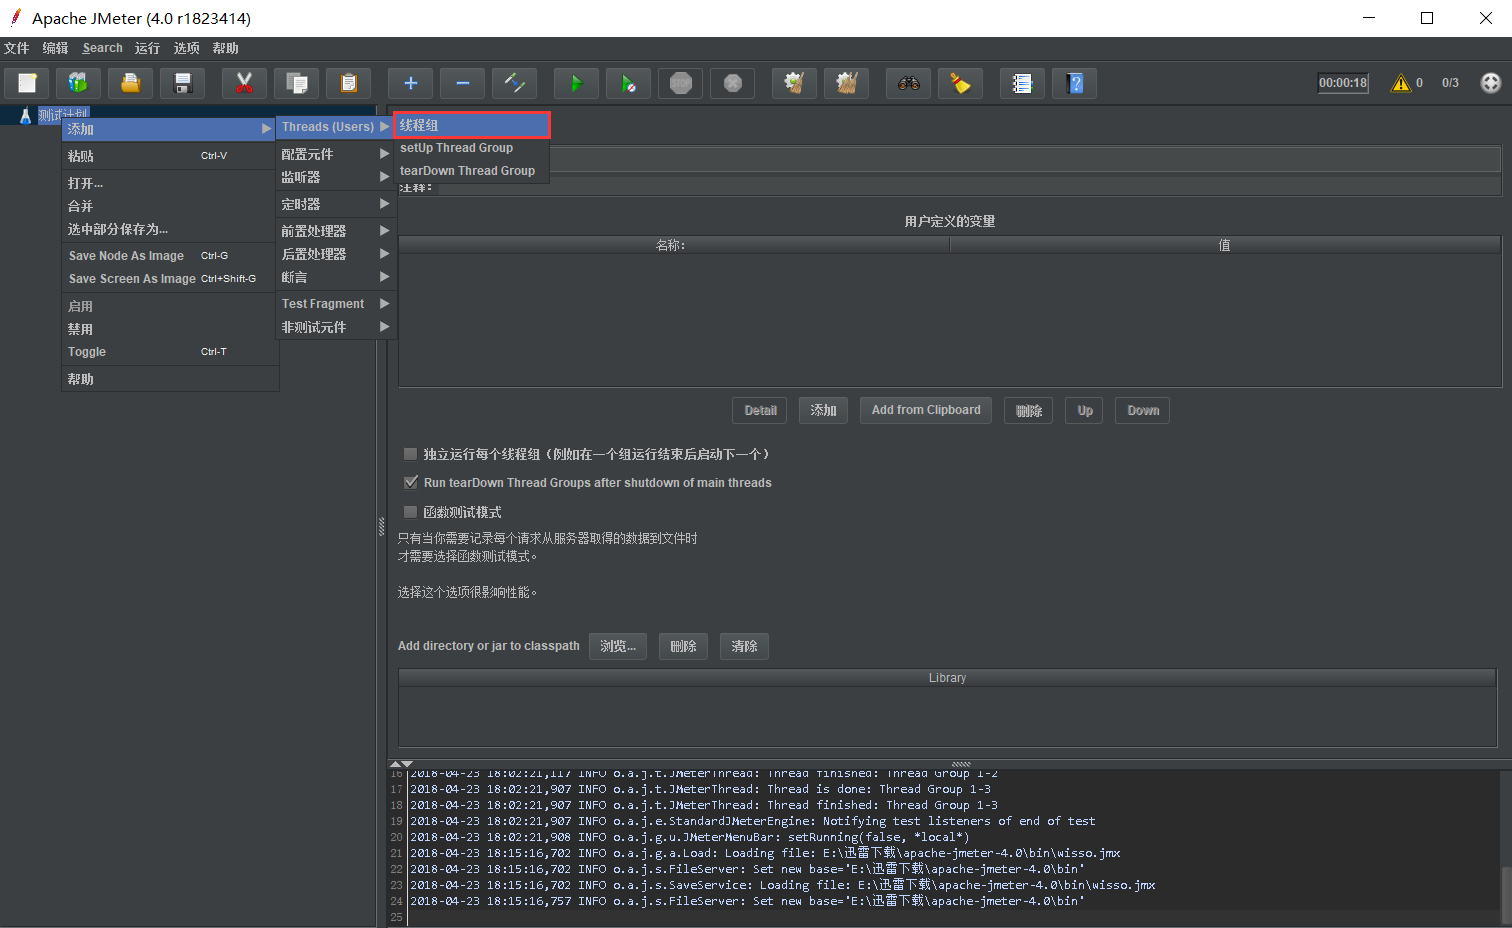 Apache JMeter (4.0 r1823414)
文件 编辑 Search 运行 选项 帮助
STOP
00:00:18 0 0/3
测试计划
添加
粘贴 Ctrl-V
打开...
合并
选中部分保存为...
Save Node As Image Ctrl-G
Save Screen As Image Ctrl+Shift-G
启用
禁用
Toggle Ctrl-T
帮助
Threads (Users)
配置元件
监听器
定时器
前置处理器
后置处理器
断言
Test Fragment
非测试元件
线程组
setUp Thread Group
tearDown Thread Group
注释:
用户定义的变量
名称: 值
Detail 添加 Add from Clipboard 删除 Up Down
独立运行每个线程组（例如在一个组运行结束后启动下一个）
Run tearDown Thread Groups after shutdown of main threads
函数测试模式
只有当你需要记录每个请求从服务器取得的数据到文件时
才需要选择函数测试模式。
选择这个选项很影响性能。
Add directory or jar to classpath 浏览... 删除 清除
Library
16 2018-04-23 18:02:21,117 INFO o.a.j.t.JMeterThread: Thread finished: Thread Group 1-2
17 2018-04-23 18:02:21,907 INFO o.a.j.t.JMeterThread: Thread is done: Thread Group 1-3
18 2018-04-23 18:02:21,907 INFO o.a.j.t.JMeterThread: Thread finished: Thread Group 1-3
19 2018-04-23 18:02:21,907 INFO o.a.j.e.StandardJMeterEngine: Notifying test listeners of end of test
20 2018-04-23 18:02:21,908 INFO o.a.j.g.u.JMeterMenuBar: setRunning(false, *local*)
21 2018-04-23 18:15:16,702 INFO o.a.j.g.a.Load: Loading file: E:\迅雷下载\apache-jmeter-4.0\bin\wisso.jmx
22 2018-04-23 18:15:16,702 INFO o.a.j.s.FileServer: Set new base='E:\迅雷下载\apache-jmeter-4.0\bin'
23 2018-04-23 18:15:16,702 INFO o.a.j.s.SaveService: Loading file: E:\迅雷下载\apache-jmeter-4.0\bin\wisso.jmx
24 2018-04-23 18:15:16,757 INFO o.a.j.s.FileServer: Set new base='E:\迅雷下载\apache-jmeter-4.0\bin'
25